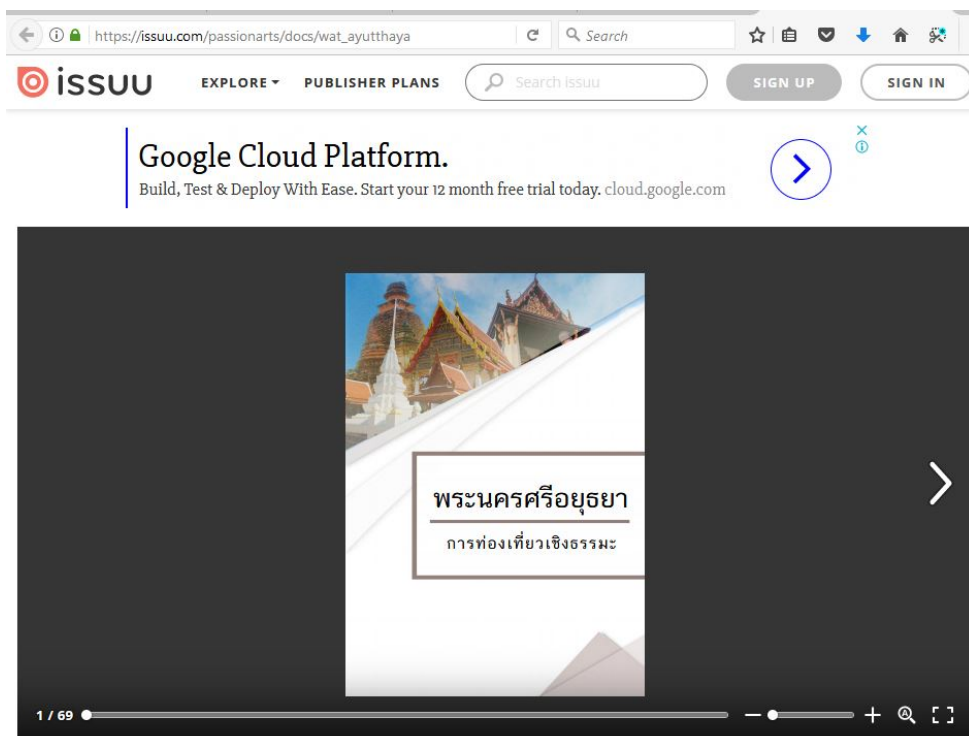 https://issuu.com/passionarts/docs/wat_ayutthaya Search
issuu EXPLORE PUBLISHER PLANS Search issuu SIGN UP SIGN IN
Google Cloud Platform.
Build, Test & Deploy With Ease. Start your 12 month free trial today. cloud.google.com
พระนครศรีอยุธยา
การท่องเที่ยวเชิงธรรมะ
1 / 69